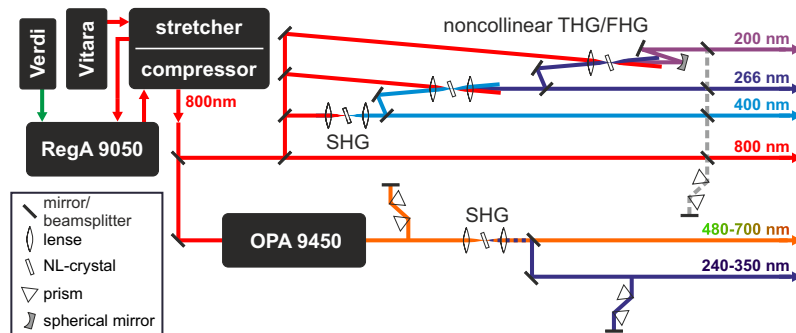 Verdi
Vitara
stretcher
compressor
800nm
RegA 9050
noncollinear THG/FHG
200 nm
266 nm
400 nm
800 nm
SHG
mirror/
beamsplitter
lense
NL-crystal
prism
spherical mirror
OPA 9450
SHG
480-700 nm
240-350 nm